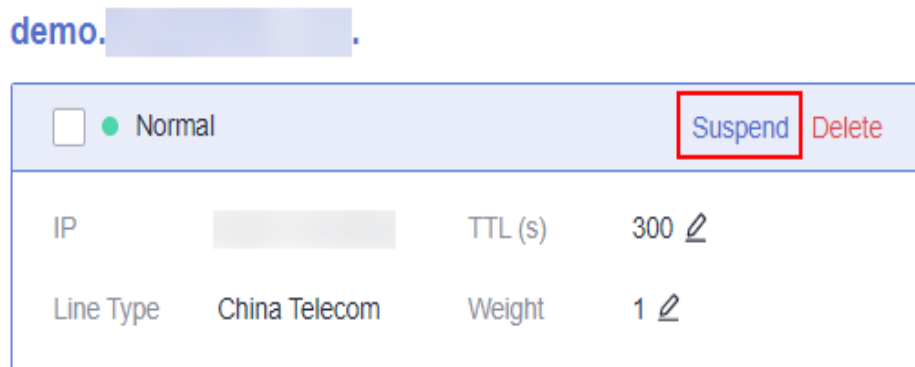 demo. .
Normal Suspend Delete
IP TTL (s) 300
Line Type China Telecom Weight 1